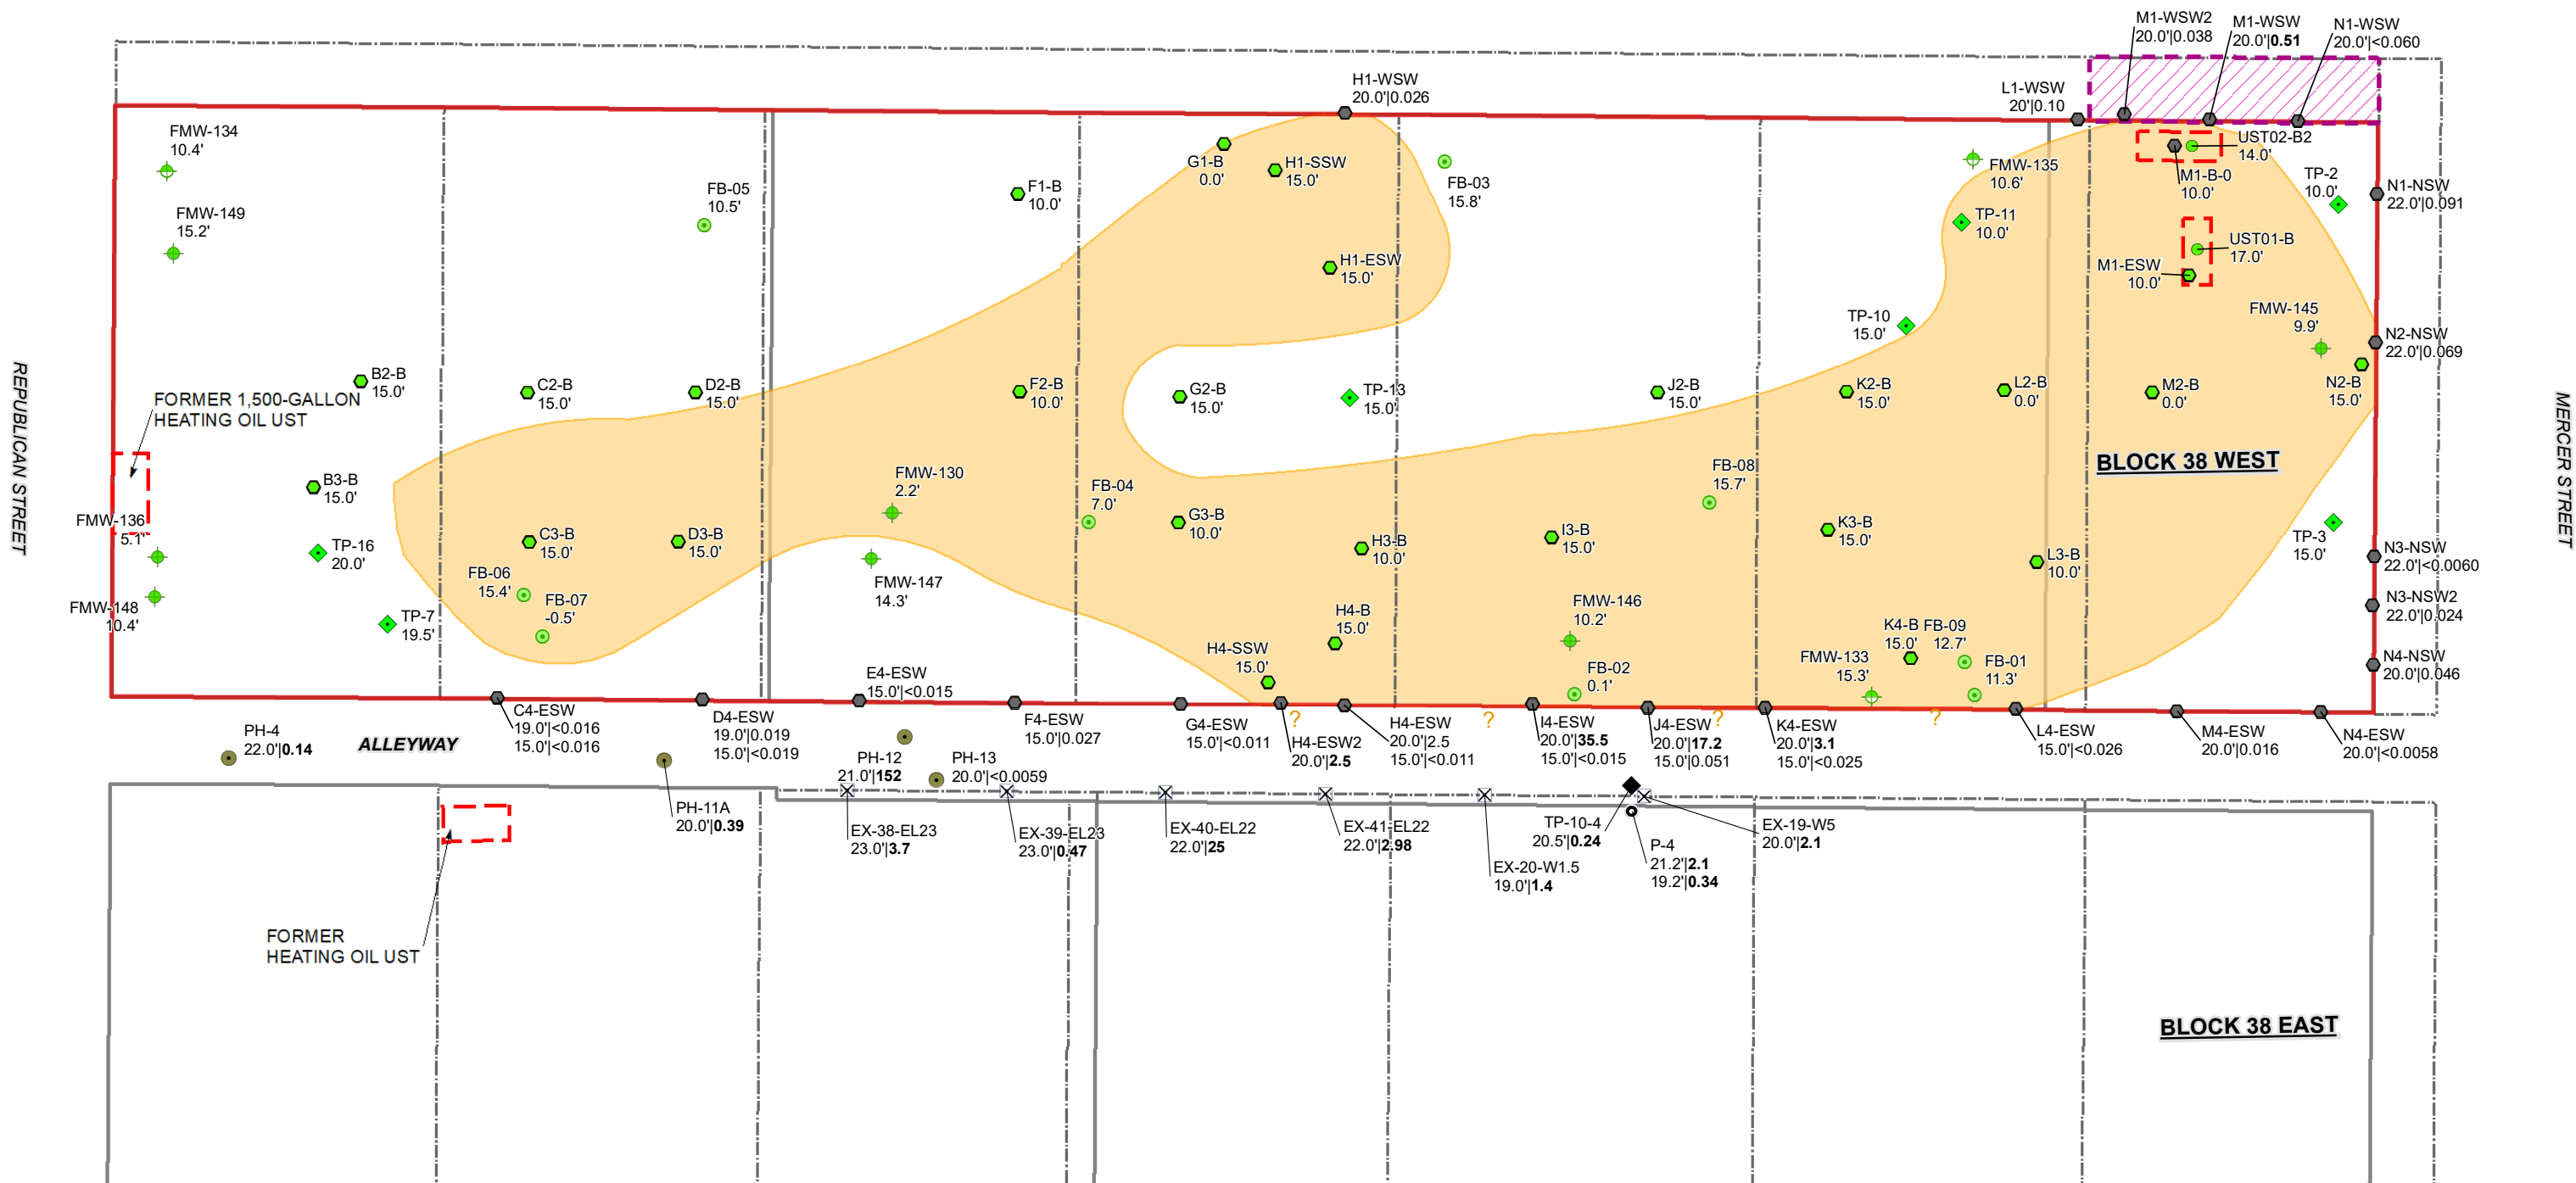 M1-WSW2
20.0'|0.038
M1-WSW
20.0'|0.51
N1-WSW
20.0'|<0.060
H1-WSW
20.0'|0.026
L1-WSW
20'|0.10
FMW-134
10.4'
FMW-149
15.2'
FB-05
10.5'
F1-B
10.0'
G1-B
0.0'
H1-SSW
15.0'
FB-03
15.8'
H1-ESW
15.0'
FMW-135
10.6'
TP-11
10.0'
UST02-B2
14.0'
M1-B-0
10.0'
TP-2
10.0'
N1-NSW
22.0'|0.091
UST01-B
17.0'
M1-ESW
10.0'
FMW-145
9.9'
N2-NSW
22.0'|0.069
TP-10
15.0'
REPUBLICAN STREET
MERCER STREET
FORMER 1,500-GALLON
HEATING OIL UST
B2-B
15.0'
C2-B
15.0'
D2-B
15.0'
F2-B
10.0'
G2-B
15.0'
TP-13
15.0'
J2-B
15.0'
K2-B
15.0'
L2-B
0.0'
M2-B
0.0'
N2-B
15.0'
BLOCK 38 WEST
B3-B
15.0'
FMW-136
5.1'
TP-16
20.0'
FMW-148
10.4'
TP-7
19.5'
C3-B
15.0'
FB-06
15.4'
FB-07
-0.5'
D3-B
15.0'
FMW-130
2.2'
FMW-147
14.3'
FB-04
7.0'
G3-B
10.0'
H3-B
10.0'
H4-B
15.0'
H4-SSW
15.0'
I3-B
15.0'
FB-08
15.7'
FMW-146
10.2'
FB-02
0.1'
K3-B
15.0'
L3-B
10.0'
K4-B
15.0'
FB-09
12.7'
FMW-133
15.3'
FB-01
11.3'
TP-3
15.0'
N3-NSW
22.0'|<0.0060
N3-NSW2
22.0'|0.024
N4-NSW
20.0'|0.046
PH-4
22.0'|0.14
ALLEYWAY
C4-ESW
19.0'|<0.016
15.0'|<0.016
D4-ESW
19.0'|0.019
15.0'|<0.019
E4-ESW
15.0'|<0.015
F4-ESW
15.0'|0.027
G4-ESW
15.0'|<0.011
?
H4-ESW2
20.0'|2.5
H4-ESW
20.0'|2.5
15.0'|<0.011
?
I4-ESW
20.0'|35.5
15.0'|<0.015
J4-ESW
20.0'|17.2
15.0'|0.051
?
K4-ESW
20.0'|3.1
15.0'|<0.025
?
L4-ESW
15.0'|<0.026
M4-ESW
20.0'|0.016
N4-ESW
20.0'|<0.0058
PH-11A
20.0'|0.39
PH-12
21.0'|152
PH-13
20.0'|<0.0059
EX-38-EL23
23.0'|3.7
EX-39-EL23
23.0'|0.47
EX-40-EL22
22.0'|25
EX-41-EL22
22.0'|2.98
EX-20-W1.5
19.0'|1.4
TP-10-4
20.5'|0.24
P-4
21.2'|2.1
19.2'|0.34
EX-19-W5
20.0'|2.1
FORMER
HEATING OIL UST
BLOCK 38 EAST